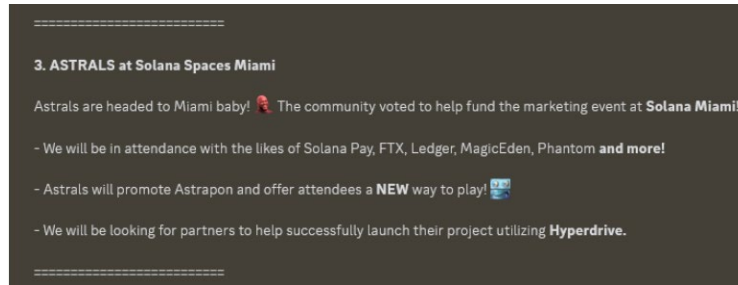 ==========================
3. ASTRALS at Solana Spaces Miami
Astrals are headed to Miami baby! The community voted to help fund the marketing event at Solana Miami!
- We will be in attendance with the likes of Solana Pay, FTX, Ledger, MagicEden, Phantom and more!
- Astrals will promote Astrapon and offer attendees a NEW way to play!
- We will be looking for partners to help successfully launch their project utilizing Hyperdrive.
==========================